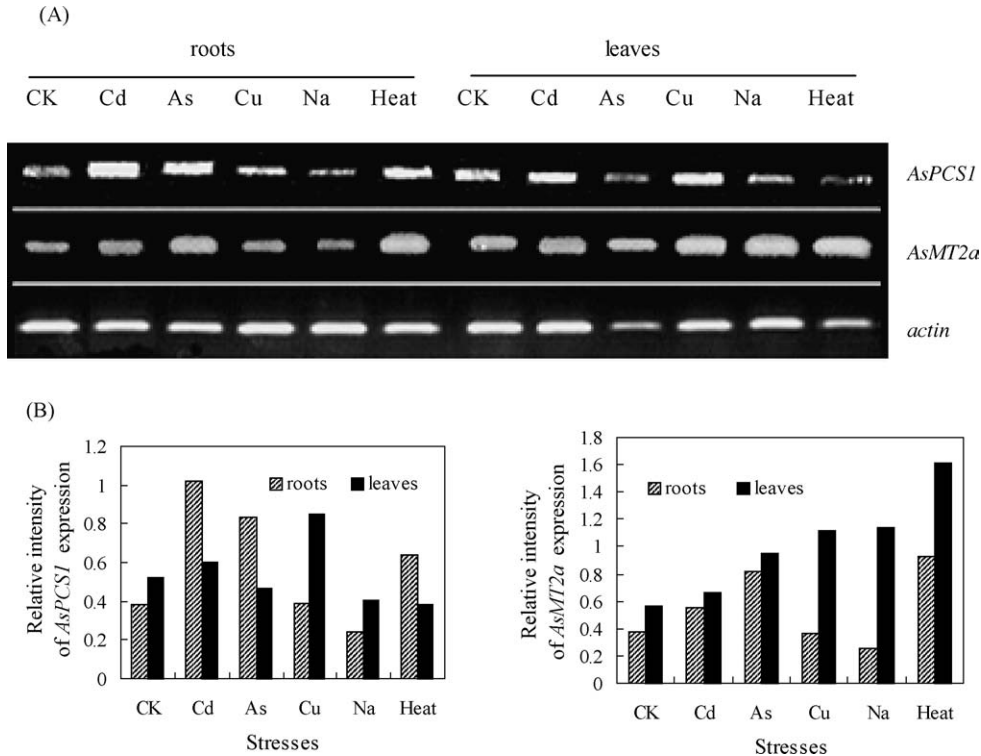 (A)
roots leaves
CK Cd As Cu Na Heat CK Cd As Cu Na Heat
AsPCS1
AsMT2a
actin
(B)
Relative intensity
of AsPCS1 expression
1.2
1
0.8
0.6
0.4
0.2
0
roots leaves
CK Cd As Cu Na Heat
Stresses
Relative intensity
of AsMT2a expression
1.8
1.6
1.4
1.2
1
0.8
0.6
0.4
0.2
0
roots leaves
CK Cd As Cu Na Heat
Stresses